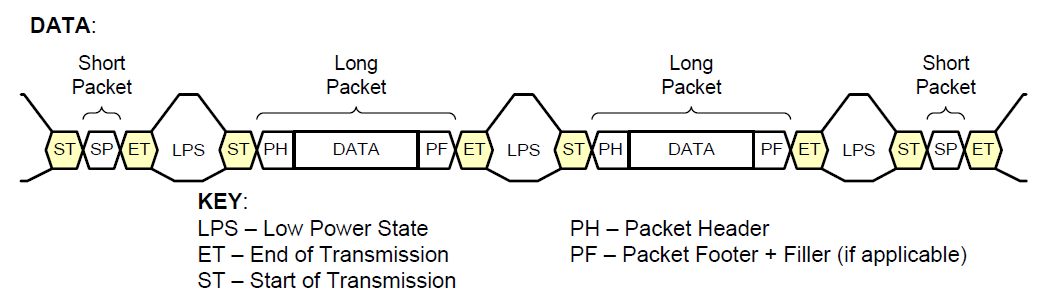 DATA:
Short Packet
Long Packet
Long Packet
Short Packet
ST SP ET LPS ST PH DATA PF ET LPS ST PH DATA PF ET LPS ST SP ET
KEY:
LPS – Low Power State
ET – End of Transmission
ST – Start of Transmission
PH – Packet Header
PF – Packet Footer + Filler (if applicable)